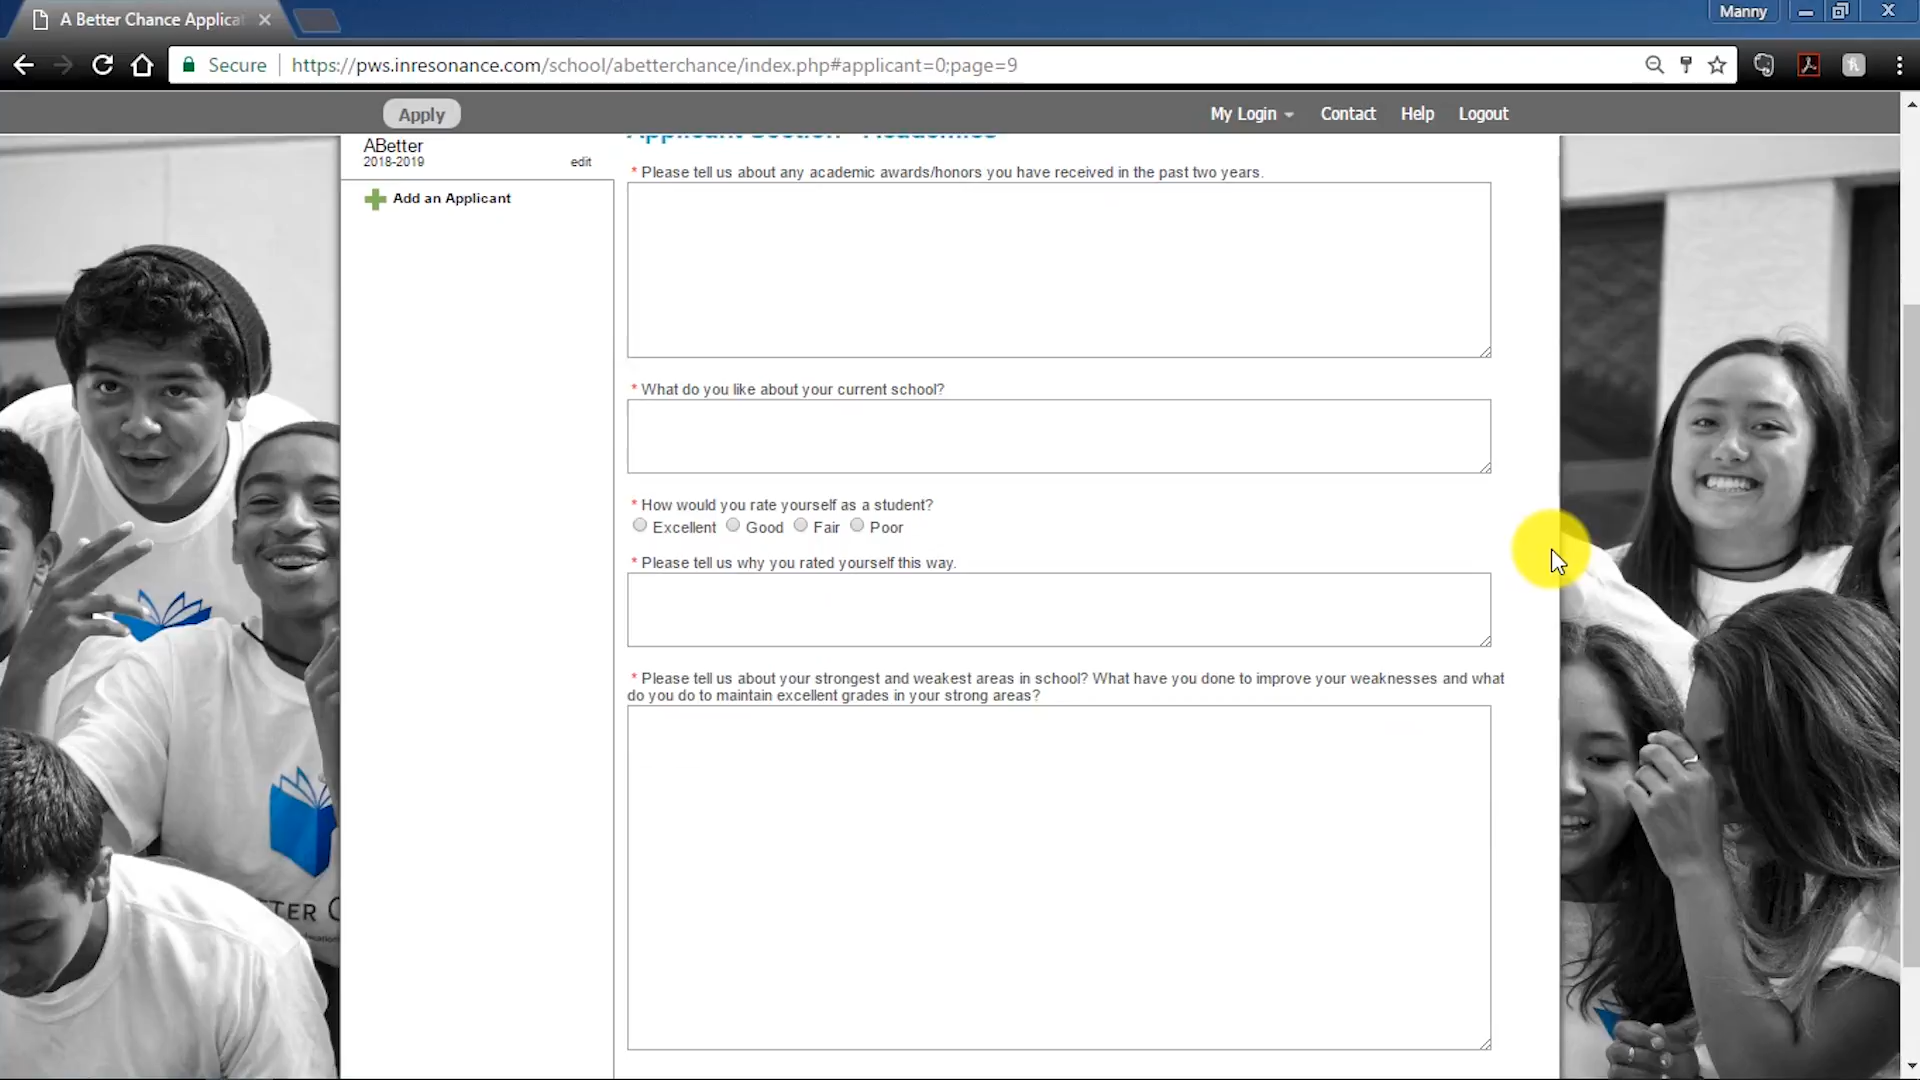 A Better Chance Applica
Manny
Secure
https://pws.inresonance.com/school/abetterchance/index.php#applicant=0;page=9
Apply
My Login
Contact
Help
Logout
ABetter
2018-2019
edit
Add an Applicant
Applicant Section - Academics
* Please tell us about any academic awards/honors you have received in the past two years.
* What do you like about your current school?
* How would you rate yourself as a student?
Excellent Good Fair Poor
* Please tell us why you rated yourself this way.
* Please tell us about your strongest and weakest areas in school? What have you done to improve your weaknesses and what
do you do to maintain excellent grades in your strong areas?
TER C